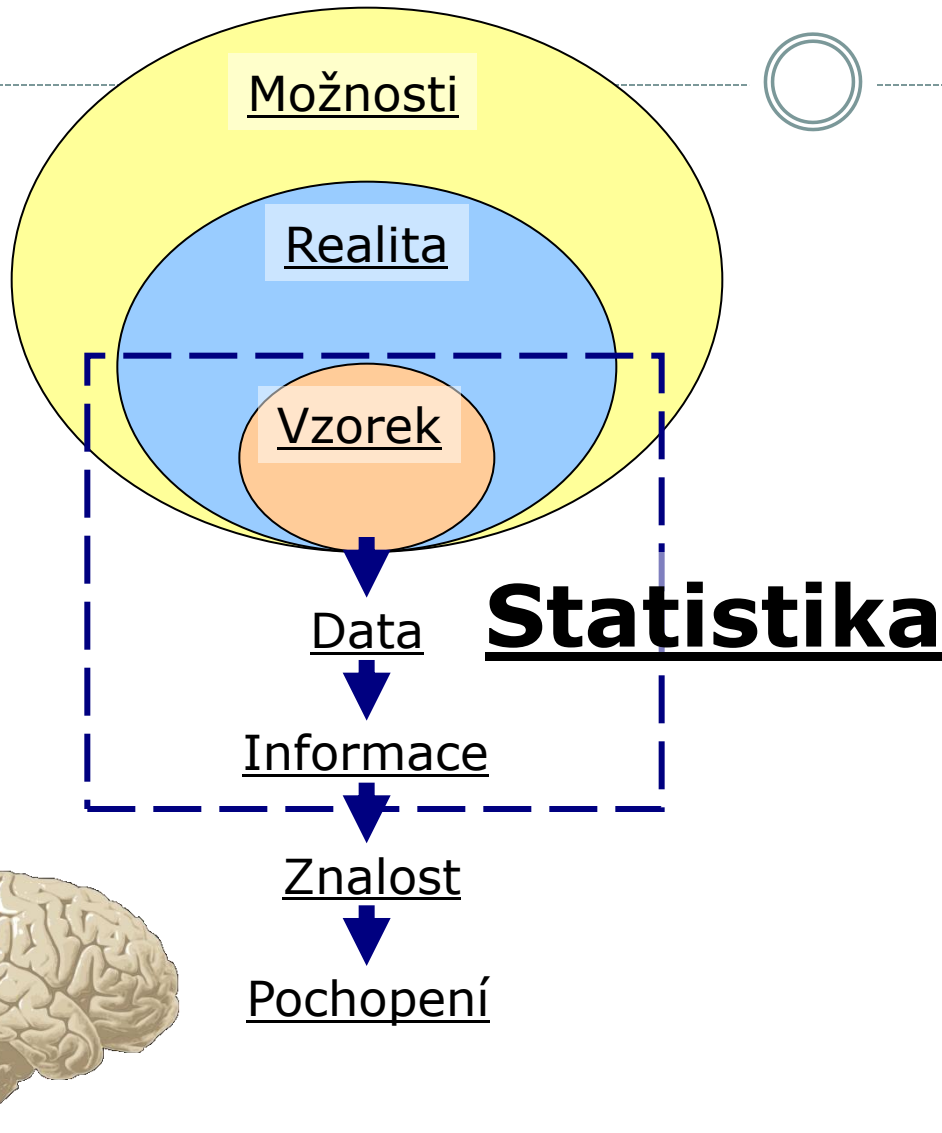 Možnosti
Realita
Vzorek
Data
Statistika
Informace
Znalost
Pochopení